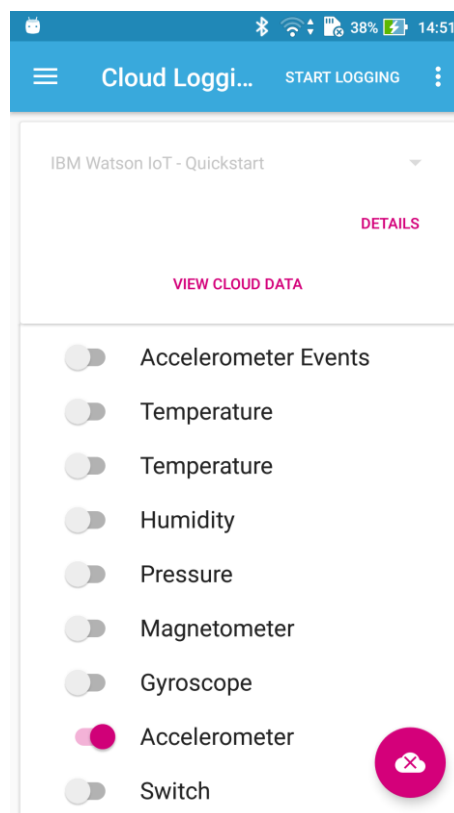 38% 14:51
Cloud Loggi... START LOGGING
IBM Watson IoT - Quickstart
DETAILS
VIEW CLOUD DATA
Accelerometer Events
Temperature
Temperature
Humidity
Pressure
Magnetometer
Gyroscope
Accelerometer
Switch